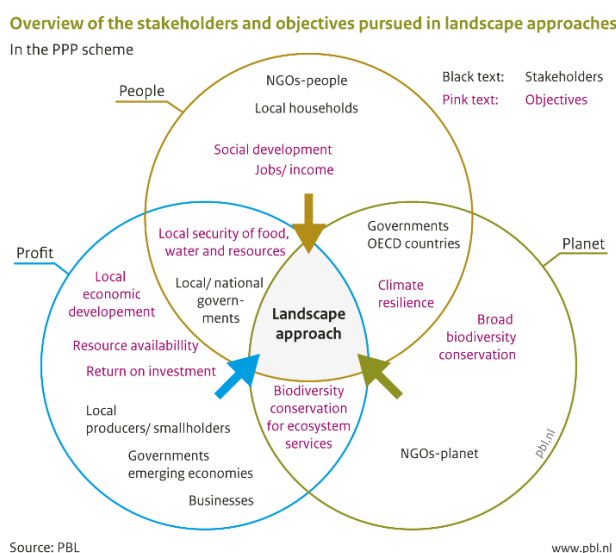 Overview of the stakeholders and objectives pursued in landscape approaches
In the PPP scheme
People
NGOs-people
Local households
Black text: Stakeholders
Pink text: Objectives
Social development
Jobs/ income
Profit
Local security of food,
water and resources
Governments
OECD countries
Planet
Local
economic
developement
Local/ national
govern-
ments
Climate
resilience
Landscape
approach
Broad
biodiversity
conservation
Resource availabillity
Return on investment
Biodiversity
conservation
for ecosystem
services
Local
producers/ smallholders
Governments
emerging economies
Businesses
NGOs-planet
pbl.nl
Source: PBL
www.pbl.nl